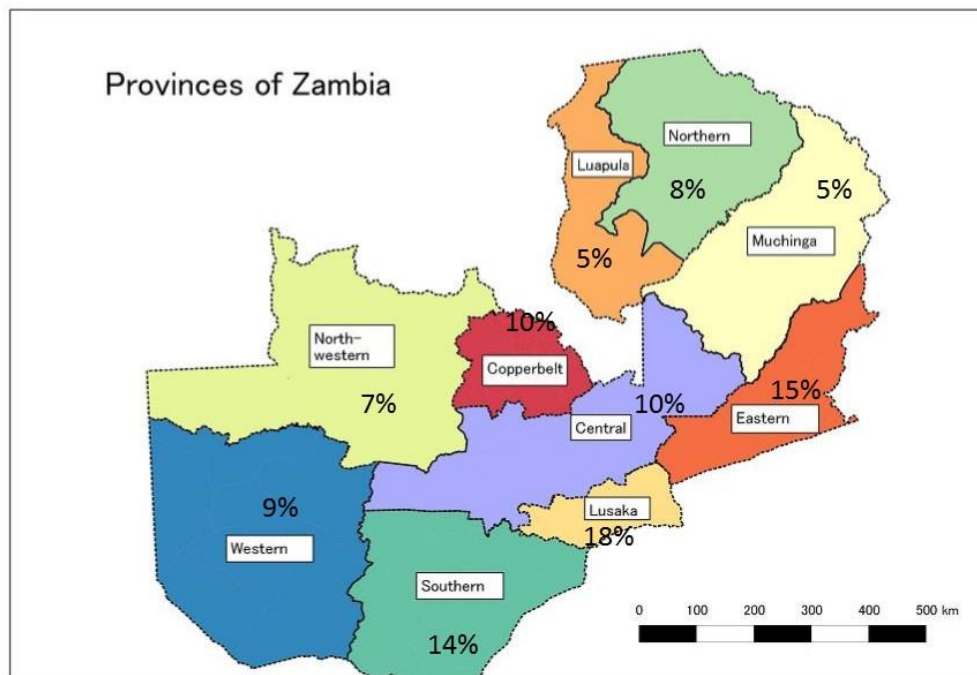 Provinces of Zambia
Northern
Luapula
8%
5%
Muchinga
5%
10%
North-
western
Copperbelt
7%
10%
15%
Central
Eastern
9%
Lusaka
18%
Western
Southern
14%
0 100 200 300 400 500 km